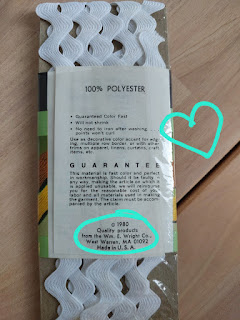 100% POLYESTER
• Guaranteed Color Fast
• Will not shrink
• No need to iron after washing
points won't curl
Use as decorative color accent for edg-
ing, multiple row border, or with other
trims on apparel, linens, curtains, craft
items, etc.
GUARANTEE
This material is fast color and perfect
in workmanship. Should it be faulty in
any way, making the article on which it
is applied unusable, we will reimburse
you for the reasonable cost of your
labor and all materials used in making
the garment. The claim must be accom-
panied by the article.
© 1980
Quality products
from the Wm. E. Wright Co.,
West Warren, MA 01092
Made in U.S.A.